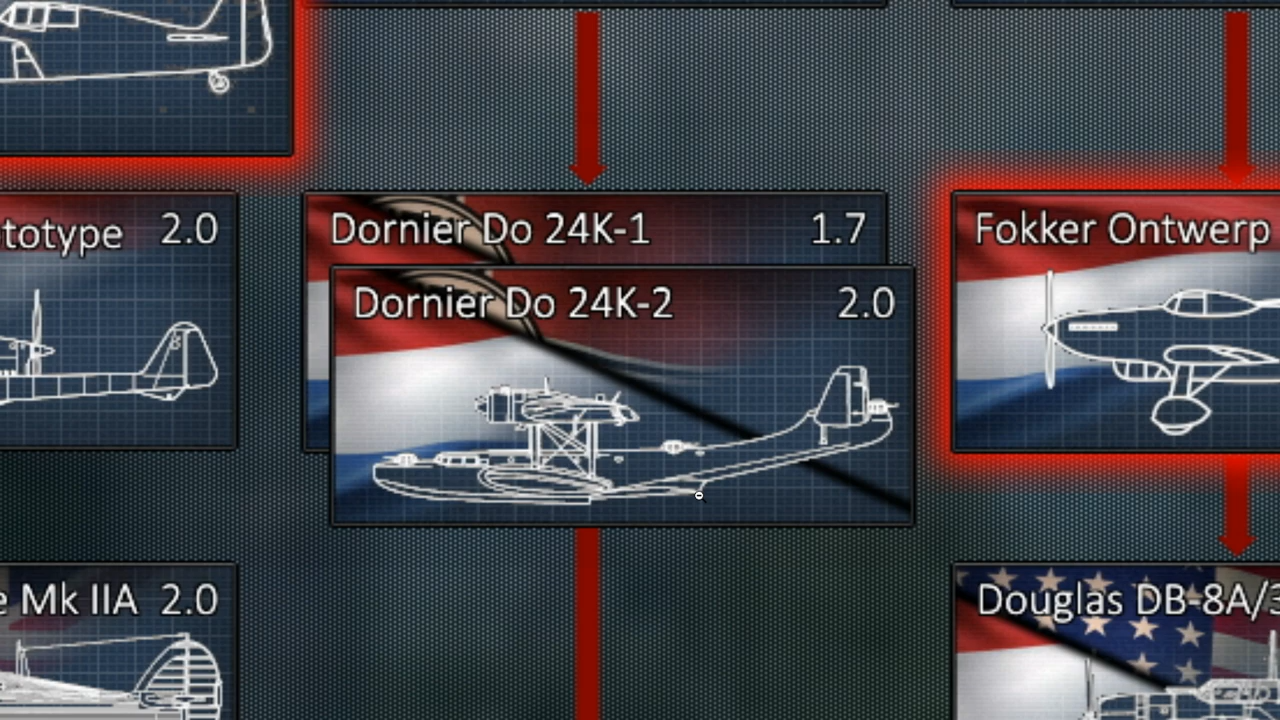 totype 2.0
Dornier Do 24K-1 1.7
Fokker Ontwerp
Dornier Do 24K-2 2.0
e Mk IIA 2.0
Douglas DB-8A/3